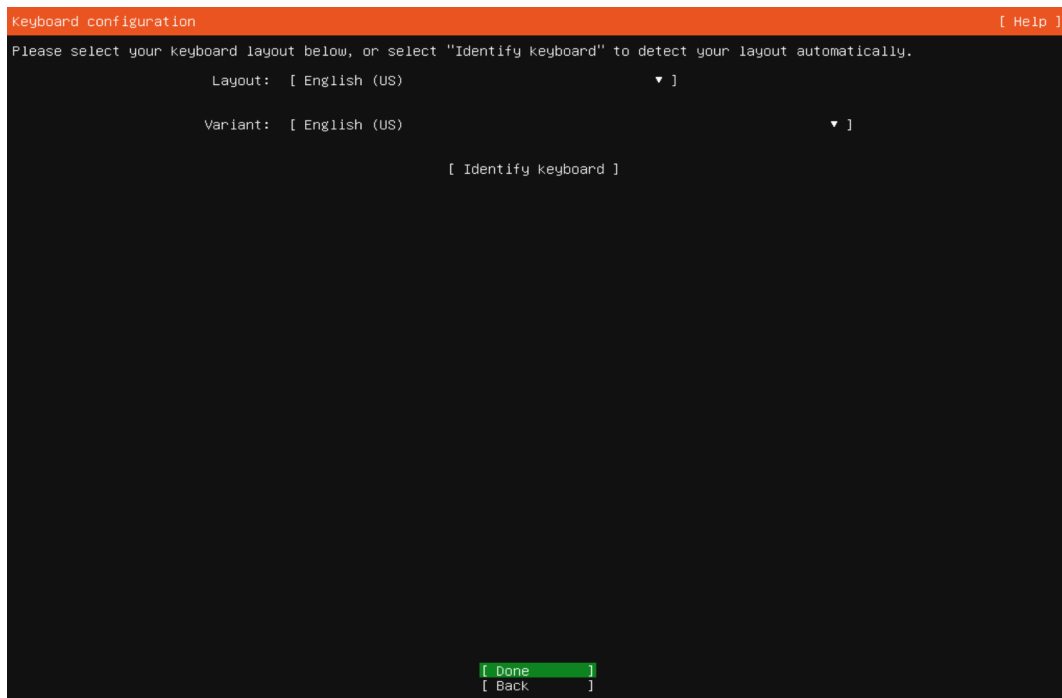 Keyboard configuration [ Help ]
Please select your keyboard layout below, or select "Identify keyboard" to detect your layout automatically.
Layout: [ English (US) ▾ ]
Variant: [ English (US) ▾ ]
[ Identify keyboard ]
[ Done ]
[ Back ]